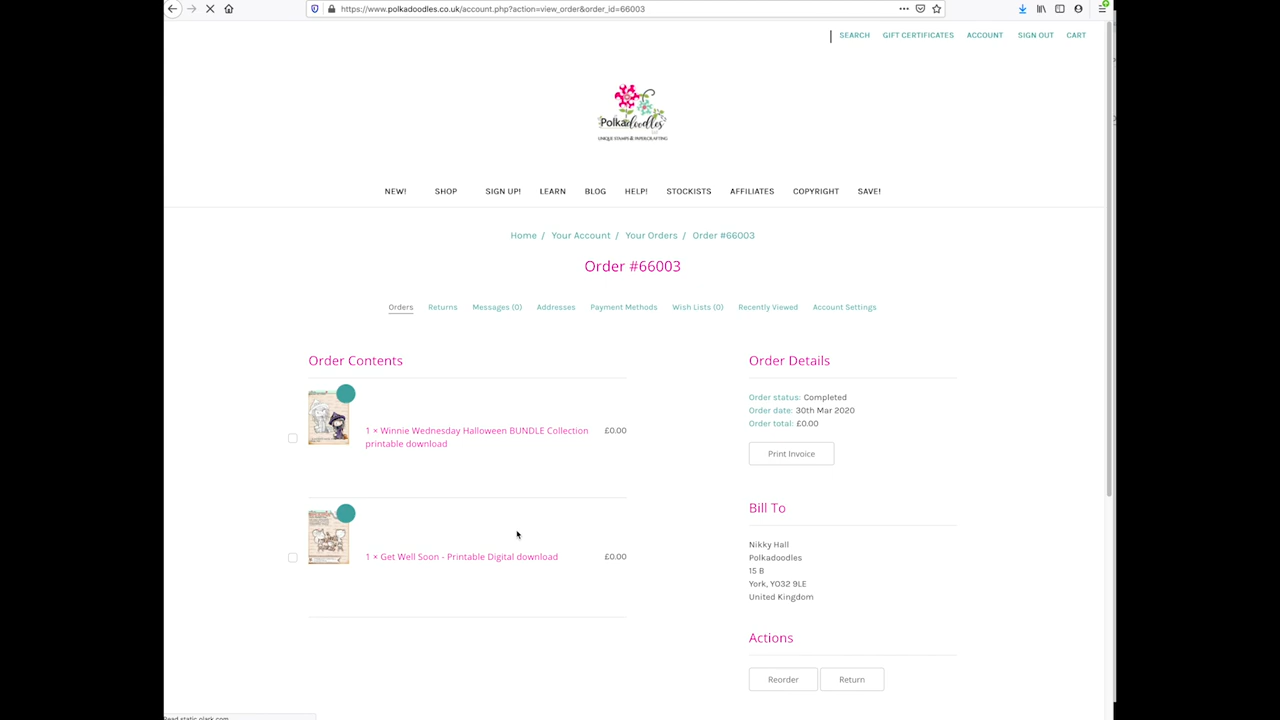 https://www.polkadoodles.co.uk/account.php?action=view_order&order_id=66003
SEARCH GIFT CERTIFICATES ACCOUNT SIGN OUT CART
Polkadoodles
UNIQUE STAMPS & PAPERCRAFTING
NEW! SHOP SIGN UP! LEARN BLOG HELP! STOCKISTS AFFILIATES COPYRIGHT SAVE!
Home / Your Account / Your Orders / Order #66003
Order #66003
Orders Returns Messages (0) Addresses Payment Methods Wish Lists (0) Recently Viewed Account Settings
Order Contents
1 × Winnie Wednesday Halloween BUNDLE Collection £0.00
printable download
1 × Get Well Soon - Printable Digital download £0.00
Order Details
Order status: Completed
Order date: 30th Mar 2020
Order total: £0.00
Print Invoice
Bill To
Nikky Hall
Polkadoodles
15 B
York, YO32 9LE
United Kingdom
Actions
Reorder Return
Read static.olark.com